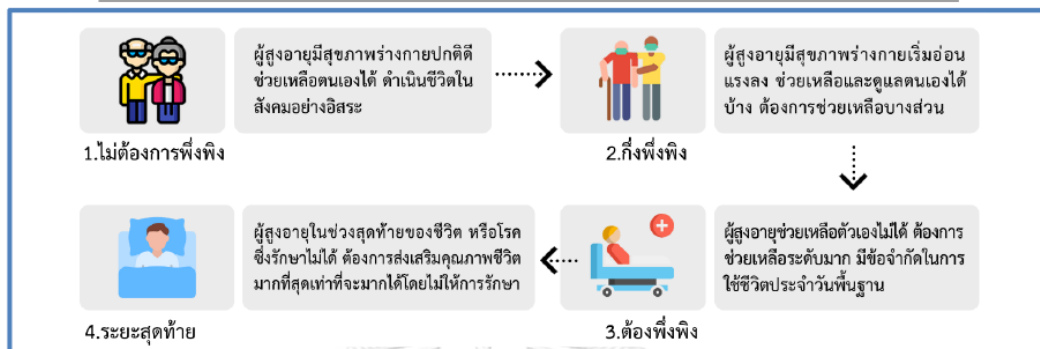 ผู้สูงอายุมีสุขภาพร่างกายปกติดี
ช่วยเหลือตนเองได้ ดำเนินชีวิตใน
สังคมอย่างอิสระ
1.ไม่ต้องการพึ่งพิง
ผู้สูงอายุมีสุขภาพร่างกายเริ่มอ่อน
แรงลง ช่วยเหลือและดูแลตนเองได้
บ้าง ต้องการช่วยเหลือบางส่วน
2.กึ่งพึ่งพิง
ผู้สูงอายุช่วยเหลือตัวเองไม่ได้ ต้องการ
ช่วยเหลือระดับมาก มีข้อจำกัดในการ
ใช้ชีวิตประจำวันพื้นฐาน
3.ต้องพึ่งพิง
ผู้สูงอายุในช่วงสุดท้ายของชีวิต หรือโรค
ซึ่งรักษาไม่ได้ ต้องการส่งเสริมคุณภาพชีวิต
มากที่สุดเท่าที่จะมากได้โดยไม่ให้การรักษา
4.ระยะสุดท้าย